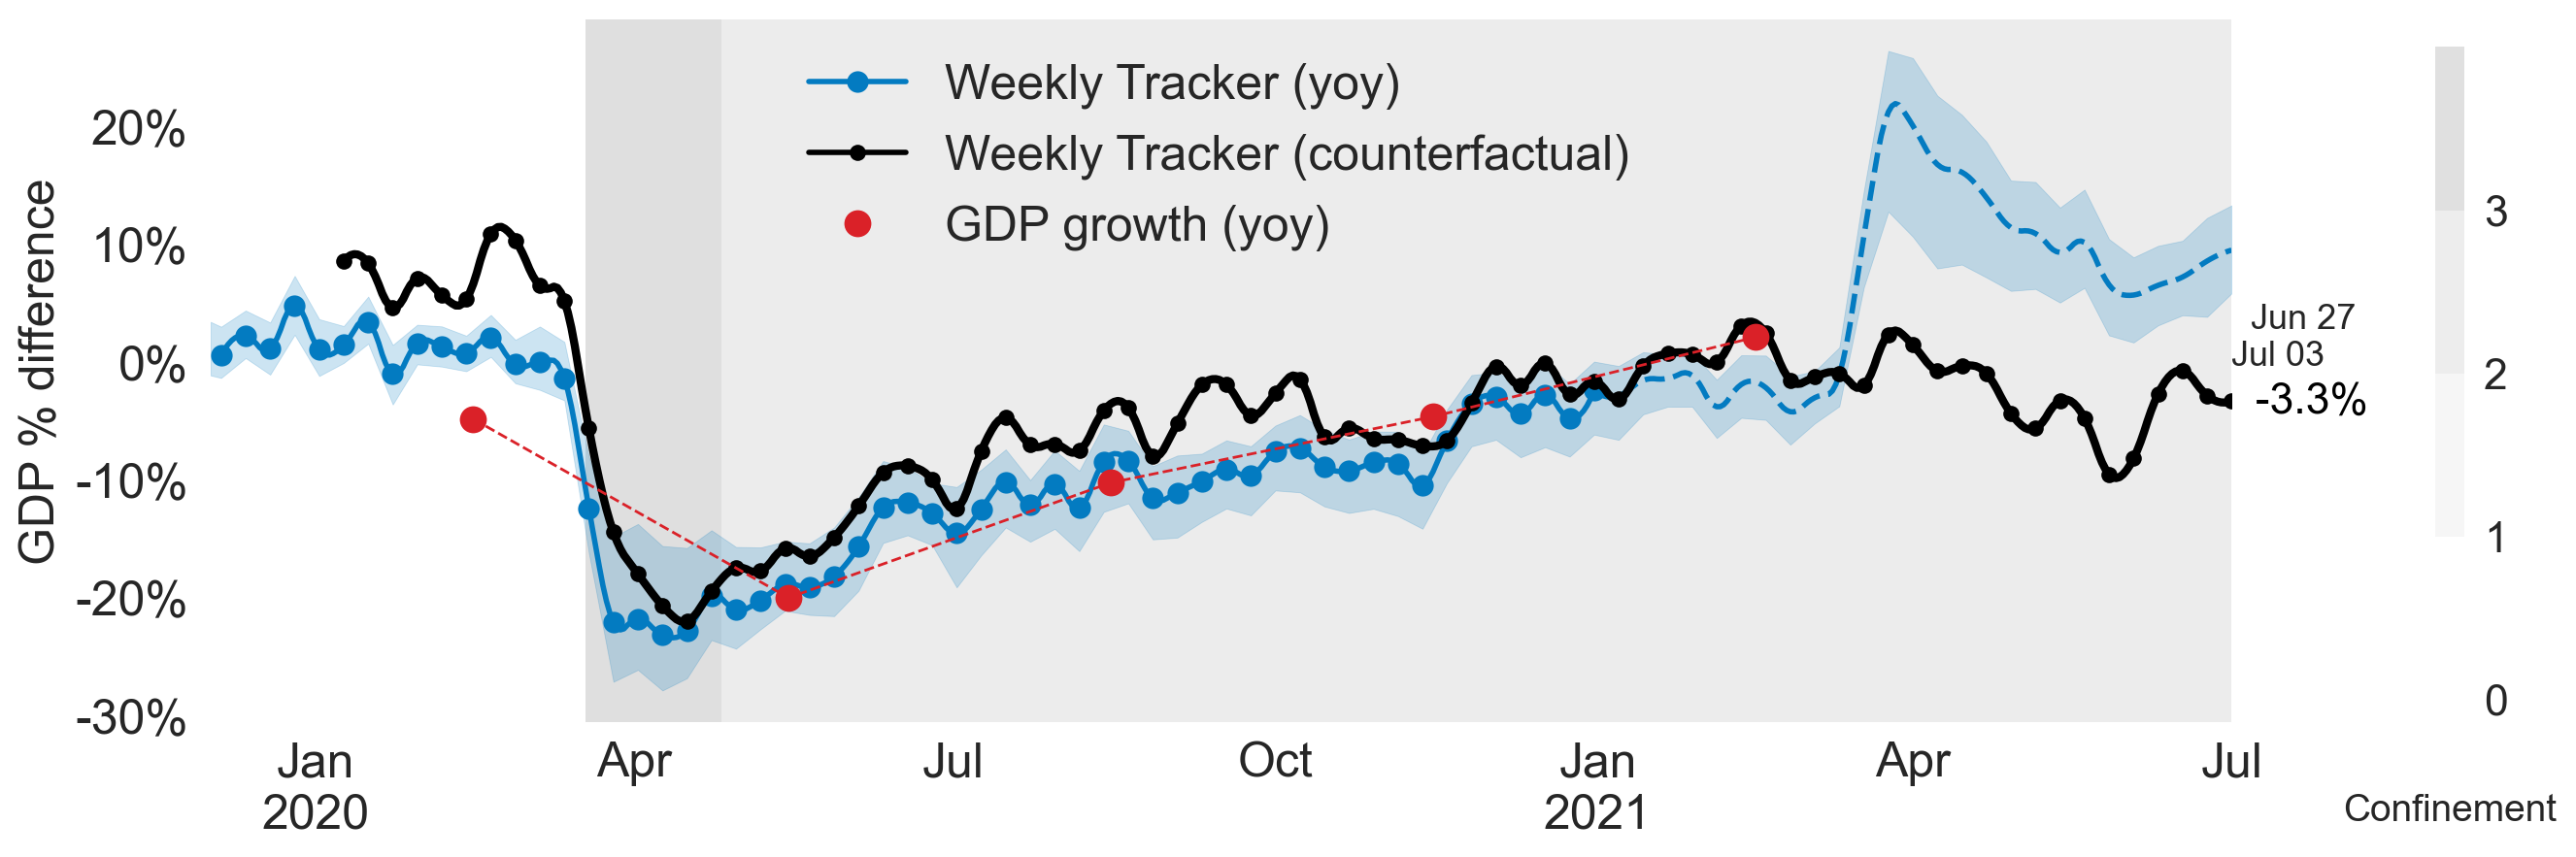 Weekly Tracker (yoy)
Weekly Tracker (counterfactual)
GDP growth (yoy)
GDP % difference
20%
10%
0%
-10%
-20%
-30%
Jan
2020
Apr
Jul
Oct
Jan
2021
Apr
Jul
Jun 27
Jul 03
-3.3%
3
2
1
0
Confinement